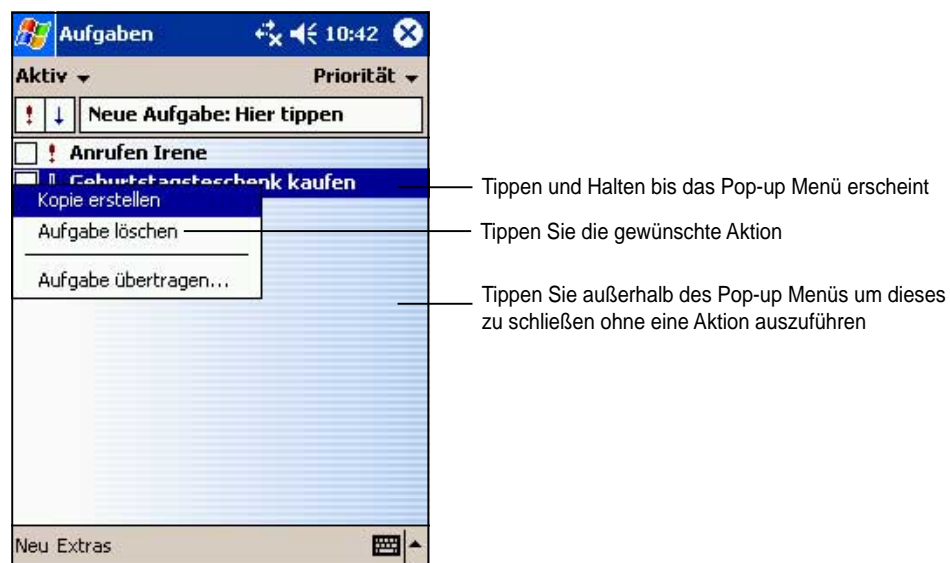 Aufgaben 10:42
Aktiv Priorität
Neue Aufgabe: Hier tippen
Anrufen Irene
Geburtstagsteschenk kaufen
Tippen und Halten bis das Pop-up Menü erscheint
Kopie erstellen
Aufgabe löschen
Tippen Sie die gewünschte Aktion
Aufgabe übertragen...
Tippen Sie außerhalb des Pop-up Menüs um dieses
zu schließen ohne eine Aktion auszuführen
Neu Extras